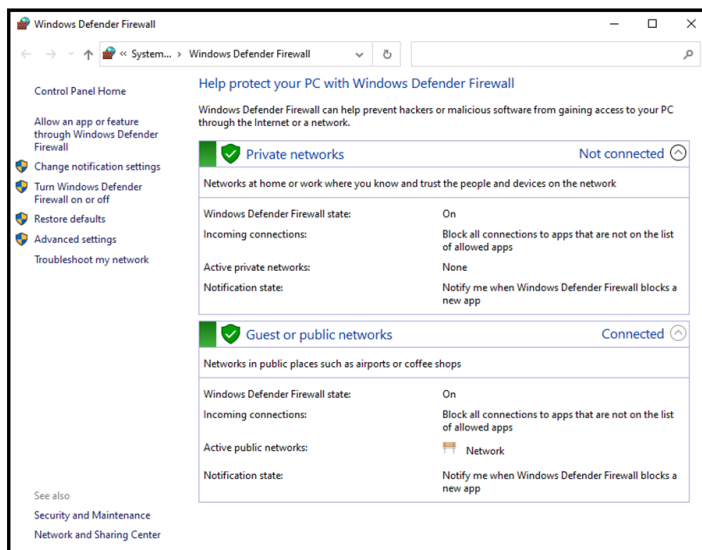 Windows Defender Firewall
« System... › Windows Defender Firewall
Control Panel Home
Allow an app or feature
through Windows Defender
Firewall
Change notification settings
Turn Windows Defender
Firewall on or off
Restore defaults
Advanced settings
Troubleshoot my network
See also
Security and Maintenance
Network and Sharing Center
Help protect your PC with Windows Defender Firewall
Windows Defender Firewall can help prevent hackers or malicious software from gaining access to your PC
through the Internet or a network.
Private networks Not connected
Networks at home or work where you know and trust the people and devices on the network
Windows Defender Firewall state: On
Incoming connections: Block all connections to apps that are not on the list
of allowed apps
Active private networks: None
Notification state: Notify me when Windows Defender Firewall blocks a
new app
Guest or public networks Connected
Networks in public places such as airports or coffee shops
Windows Defender Firewall state: On
Incoming connections: Block all connections to apps that are not on the list
of allowed apps
Active public networks: Network
Notification state: Notify me when Windows Defender Firewall blocks a
new app